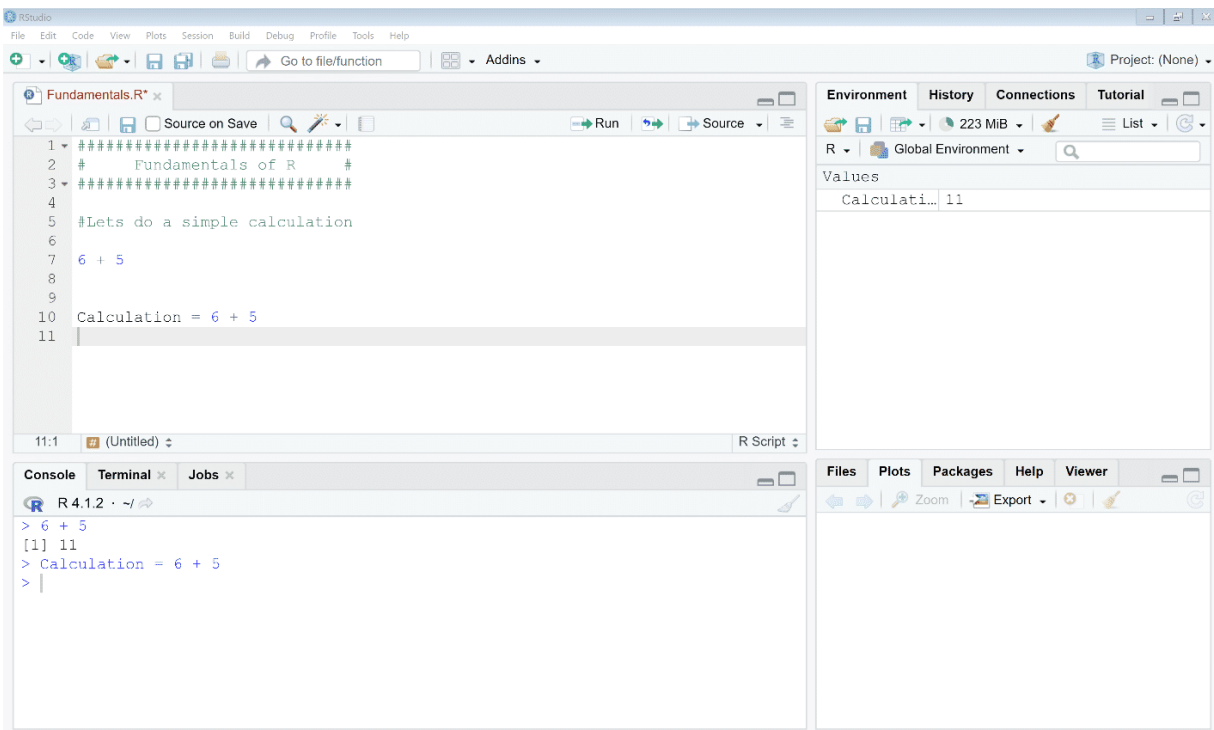 RStudio
File Edit Code View Plots Session Build Debug Profile Tools Help
Go to file/function Addins Project: (None)
Fundamentals.R*
Source on Save Run Source
1 #############################
2 # Fundamentals of R #
3 #############################
4
5 #Lets do a simple calculation
6
7 6 + 5
8
9
10 Calculation = 6 + 5
11
11:1 # (Untitled) R Script
Console Terminal Jobs
R R 4.1.2 · ~/
> 6 + 5
[1] 11
> Calculation = 6 + 5
>
Environment History Connections Tutorial
223 MiB List
R Global Environment
Values
Calculati… 11
Files Plots Packages Help Viewer
Zoom Export